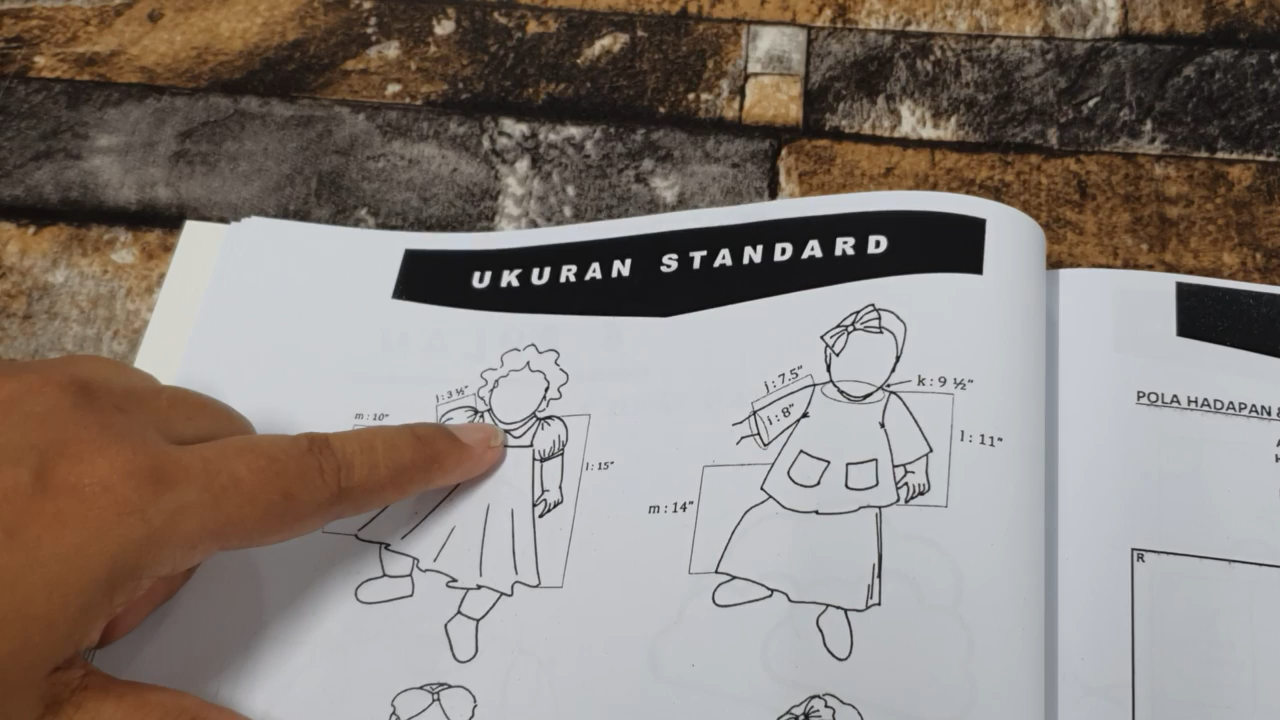 UKURAN STANDARD
j : 3 ½"
m : 10"
l : 15"
j : 7.5"
i : 8"
k : 9 ½"
l : 11"
m : 14"
POLA HADAPAN &
R